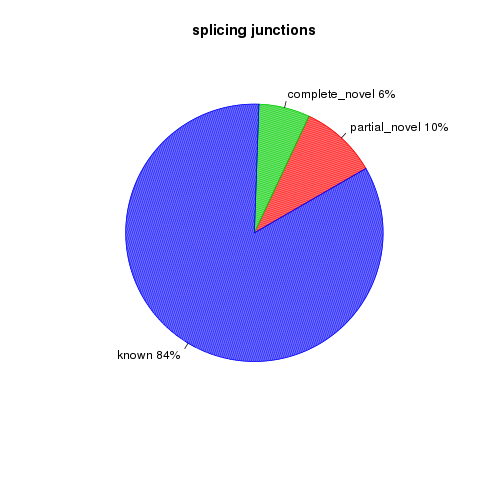 splicing junctions
complete_novel 6%
partial_novel 10%
known 84%